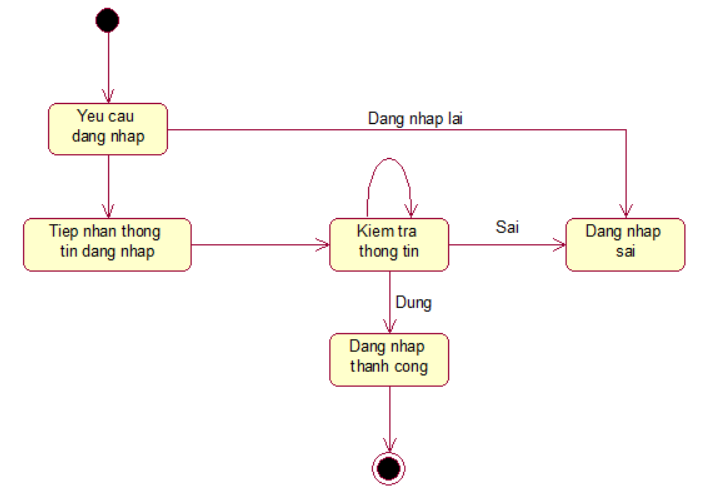 Yeu cau
dang nhap
Dang nhap lai
Tiep nhan thong
tin dang nhap
Kiem tra
thong tin
Sai
Dang nhap
sai
Dung
Dang nhap
thanh cong